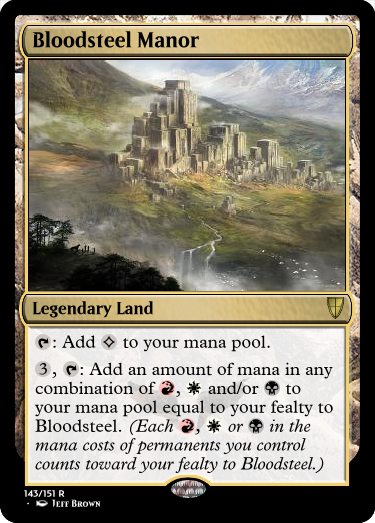 Bloodsteel Manor
Legendary Land
: Add to your mana pool.
3, : Add an amount of mana in any
combination of , and/or to
your mana pool equal to your fealty to
Bloodsteel. (Each , or in the
mana costs of permanents you control
counts toward your fealty to Bloodsteel.)
143/151 R
· Jeff Brown